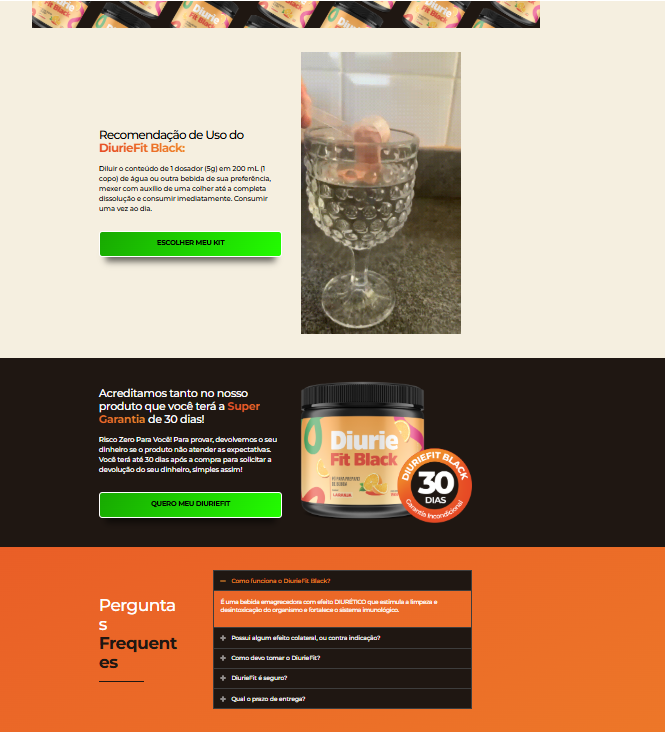 Diurie
Fit Black
Recomendação de Uso do
DiurieFit Black:
Diluir o conteúdo de 1 dosador (5g) em 200 mL (1
copo) de água ou outra bebida de sua preferência,
mexer com auxílio de uma colher até a completa
dissolução e consumir imediatamente. Consumir
uma vez ao dia.
ESCOLHER MEU KIT
Acreditamos tanto no nosso
produto que você terá a Super
Garantia de 30 dias!
Risco Zero Para Você! Para provar, devolvemos o seu
dinheiro se o produto não atender as expectativas.
Você terá até 30 dias após a compra para solicitar a
devolução do seu dinheiro, simples assim!
QUERO MEU DIURIEFIT
Diurie
Fit Black
LARANJA
DIURIEFIT BLACK
30
DIAS
Garantia Incondicional
Pergunta
s
Frequent
es
Como funciona o DiurieFit Black?
É uma bebida emagrecedora com efeito DIURÉTICO que estimula a limpeza e
desintoxicação do organismo e fortalece o sistema imunológico.
Possui algum efeito colateral, ou contra indicação?
Como devo tomar o DiurieFit?
DiurieFit é seguro?
Qual o prazo de entrega?